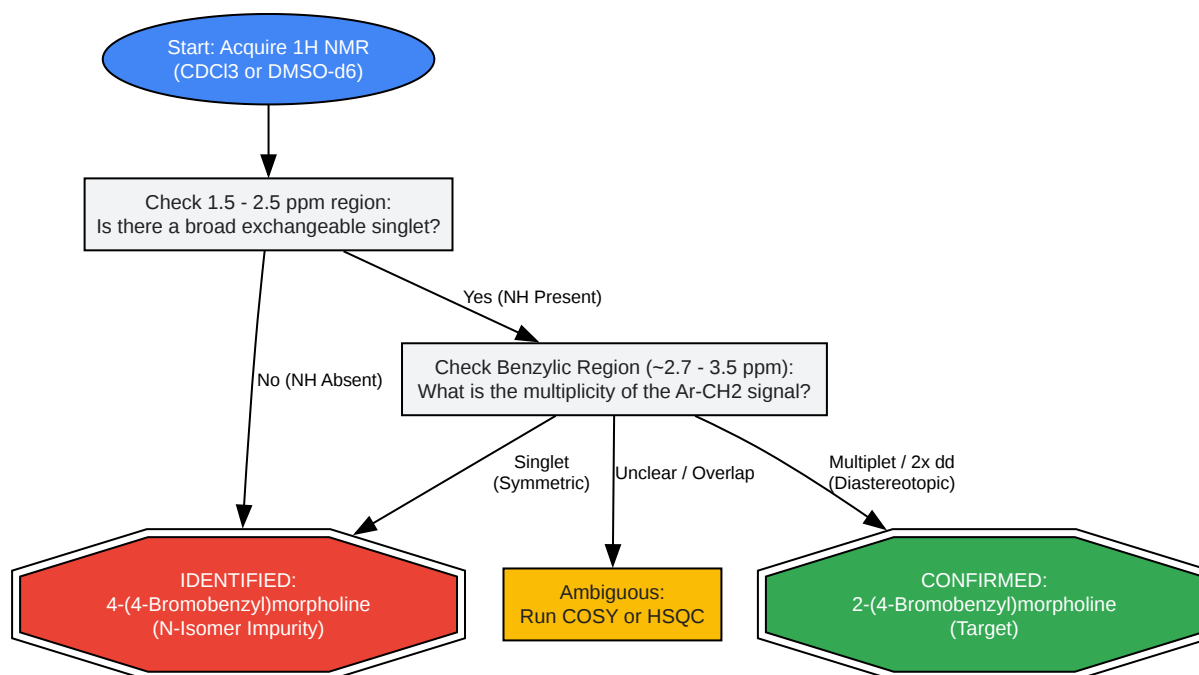 Start: Acquire 1H NMR
(CDCl3 or DMSO-d6)
Check 1.5 - 2.5 ppm region:
Is there a broad exchangeable singlet?
Yes (NH Present)
No (NH Absent)
Check Benzylic Region (~2.7 - 3.5 ppm):
What is the multiplicity of the Ar-CH2 signal?
Singlet
(Symmetric)
Unclear / Overlap
Multiplet / 2x dd
(Diastereotopic)
IDENTIFIED:
4-(4-Bromobenzyl)morpholine
(N-Isomer Impurity)
Ambiguous:
Run COSY or HSQC
CONFIRMED:
2-(4-Bromobenzyl)morpholine
(Target)